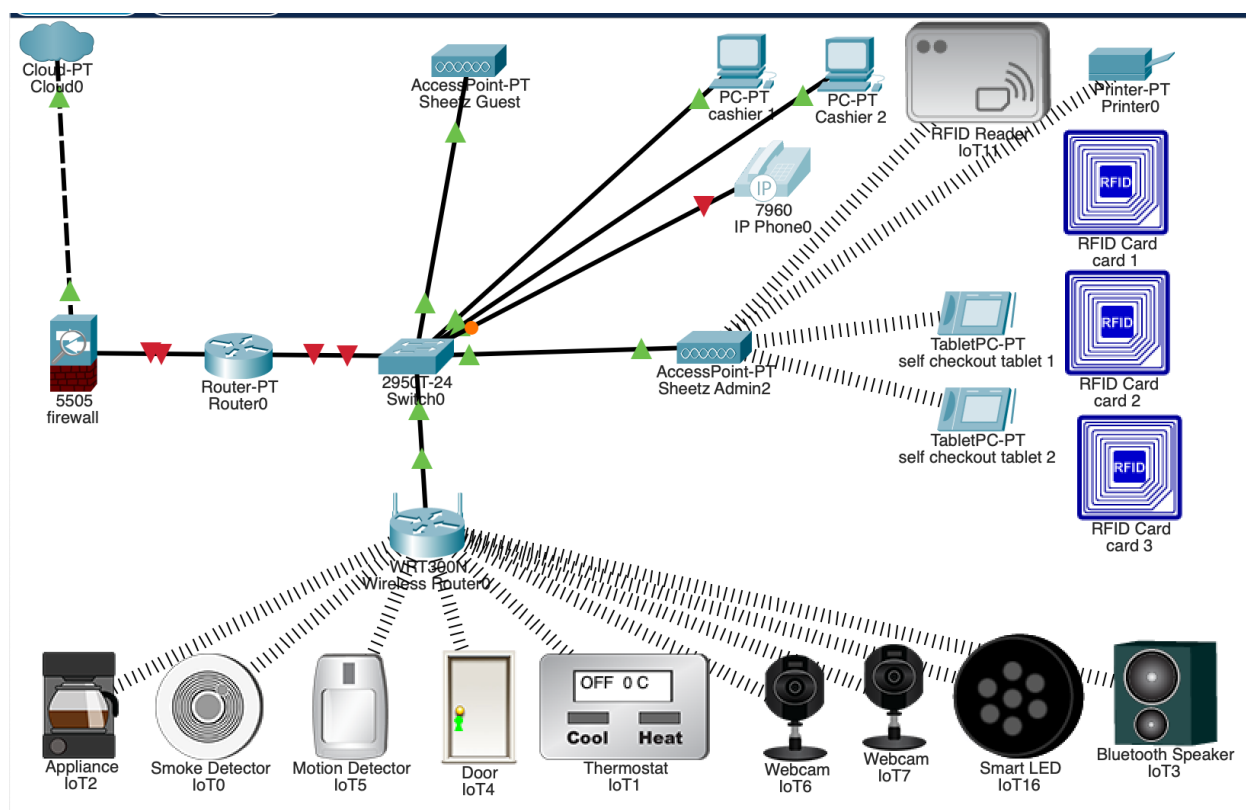 Cloud-PT
Cloud0
AccessPoint-PT
Sheetz Guest
PC-PT
cashier 1
PC-PT
Cashier 2
RFID Reader
IoT11
Printer-PT
Printer0
IP
7960
IP Phone0
RFID
RFID Card
card 1
5505
firewall
Router-PT
Router0
2950T-24
Switch0
AccessPoint-PT
Sheetz Admin2
TabletPC-PT
self checkout tablet 1
RFID
RFID Card
card 2
TabletPC-PT
self checkout tablet 2
RFID
RFID Card
card 3
WRT300N
Wireless Router0
OFF 0 C
Cool Heat
Appliance
IoT2
Smoke Detector
IoT0
Motion Detector
IoT5
Door
IoT4
Thermostat
IoT1
Webcam
IoT6
Webcam
IoT7
Smart LED
IoT16
Bluetooth Speaker
IoT3